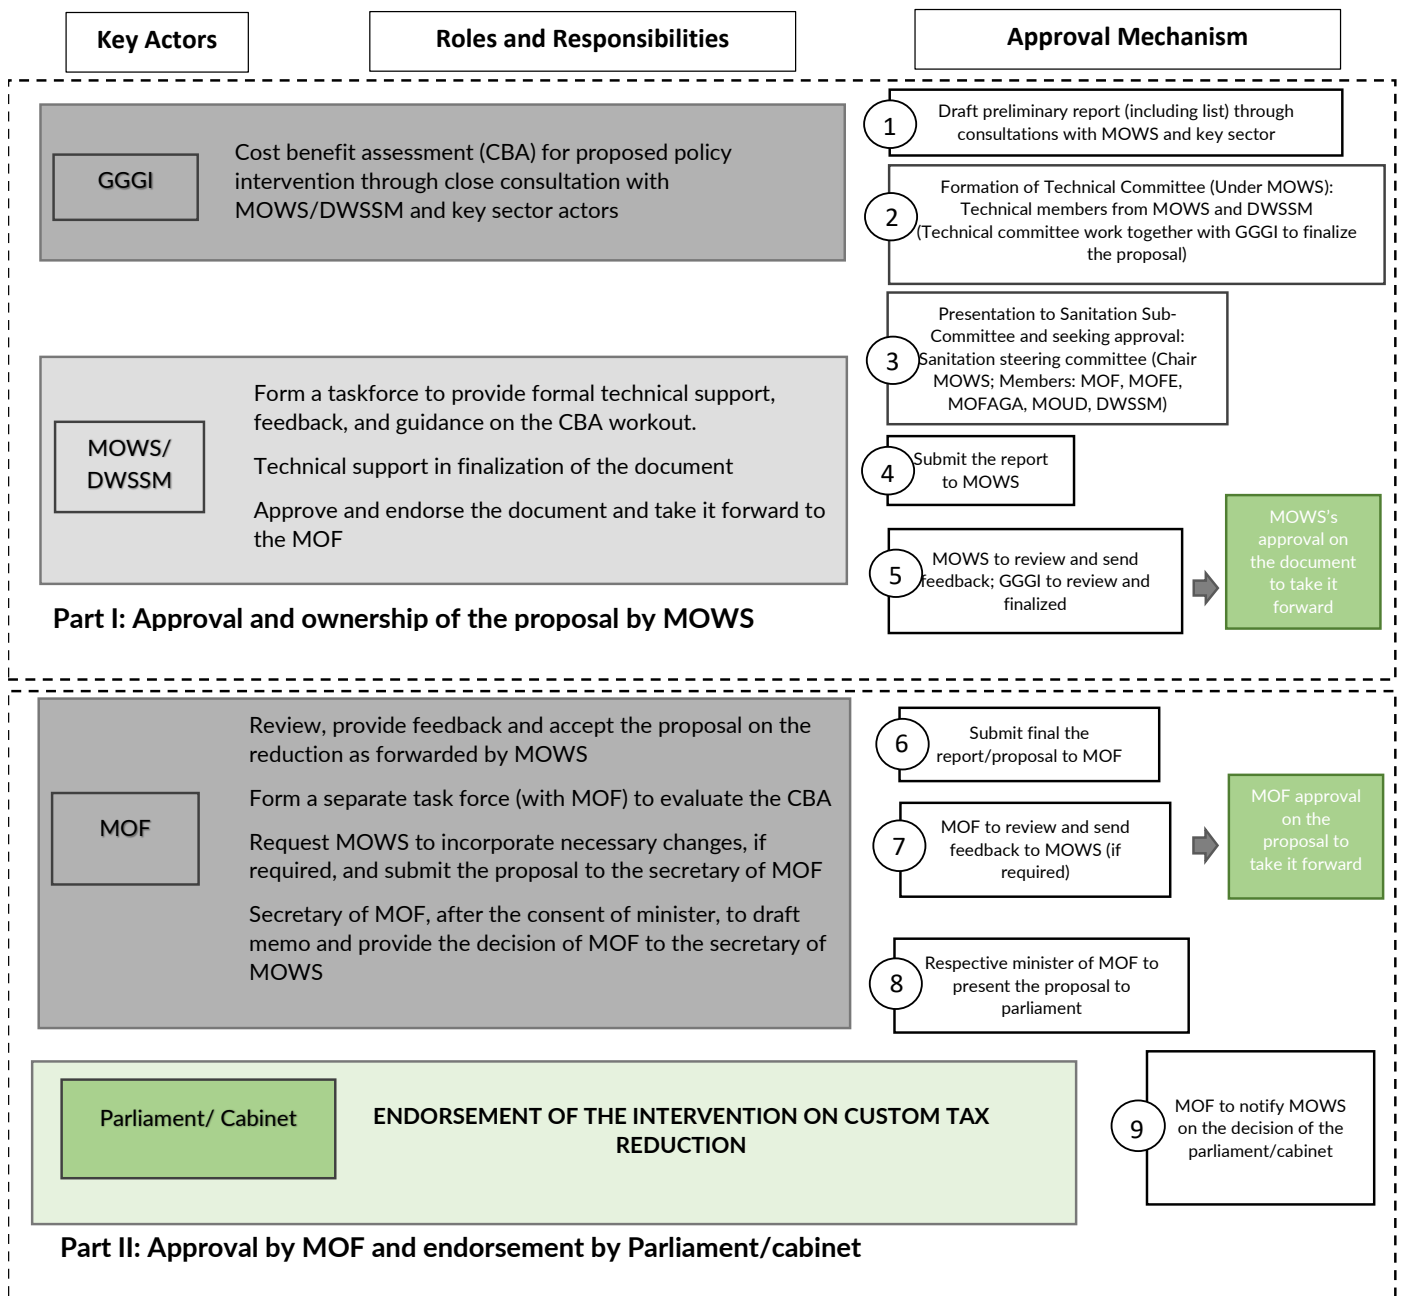 Key Actors
Roles and Responsibilities
Approval Mechanism
GGGI
Cost benefit assessment (CBA) for proposed policy
intervention through close consultation with
MOWS/DWSSM and key sector actors
1
Draft preliminary report (including list) through
consultations with MOWS and key sector
2
Formation of Technical Committee (Under MOWS):
Technical members from MOWS and DWSSM
(Technical committee work together with GGGI to finalize
the proposal)
3
Presentation to Sanitation Sub-
Committee and seeking approval:
Sanitation steering committee (Chair
MOWS; Members: MOF, MOFE,
MOFAGA, MOUD, DWSSM)
MOWS/
DWSSM
Form a taskforce to provide formal technical support,
feedback, and guidance on the CBA workout.
Technical support in finalization of the document
Approve and endorse the document and take it forward to
the MOF
4
Submit the report
to MOWS
5
MOWS to review and send
feedback; GGGI to review and
finalized
MOWS's
approval on
the document
to take it
forward
Part I: Approval and ownership of the proposal by MOWS
MOF
Review, provide feedback and accept the proposal on the
reduction as forwarded by MOWS
Form a separate task force (with MOF) to evaluate the CBA
Request MOWS to incorporate necessary changes, if
required, and submit the proposal to the secretary of MOF
Secretary of MOF, after the consent of minister, to draft
memo and provide the decision of MOF to the secretary of
MOWS
6
Submit final the
report/proposal to MOF
7
MOF to review and send
feedback to MOWS (if
required)
MOF approval
on the
proposal to
take it forward
8
Respective minister of MOF to
present the proposal to
parliament
Parliament/ Cabinet
ENDORSEMENT OF THE INTERVENTION ON CUSTOM TAX
REDUCTION
9
MOF to notify MOWS
on the decision of the
parliament/cabinet
Part II: Approval by MOF and endorsement by Parliament/cabinet